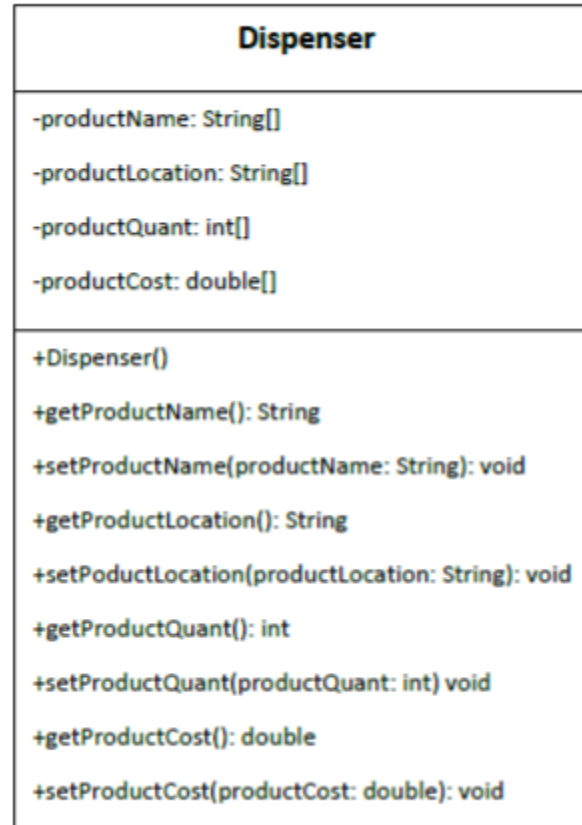 Dispenser
-productName: String[]
-productLocation: String[]
-productQuant: int[]
-productCost: double[]
+Dispenser()
+getProductName(): String
+setProductName(productName: String): void
+getProductLocation(): String
+setPoductLocation(productLocation: String): void
+getProductQuant(): int
+setProductQuant(productQuant: int) void
+getProductCost(): double
+setProductCost(productCost: double): void